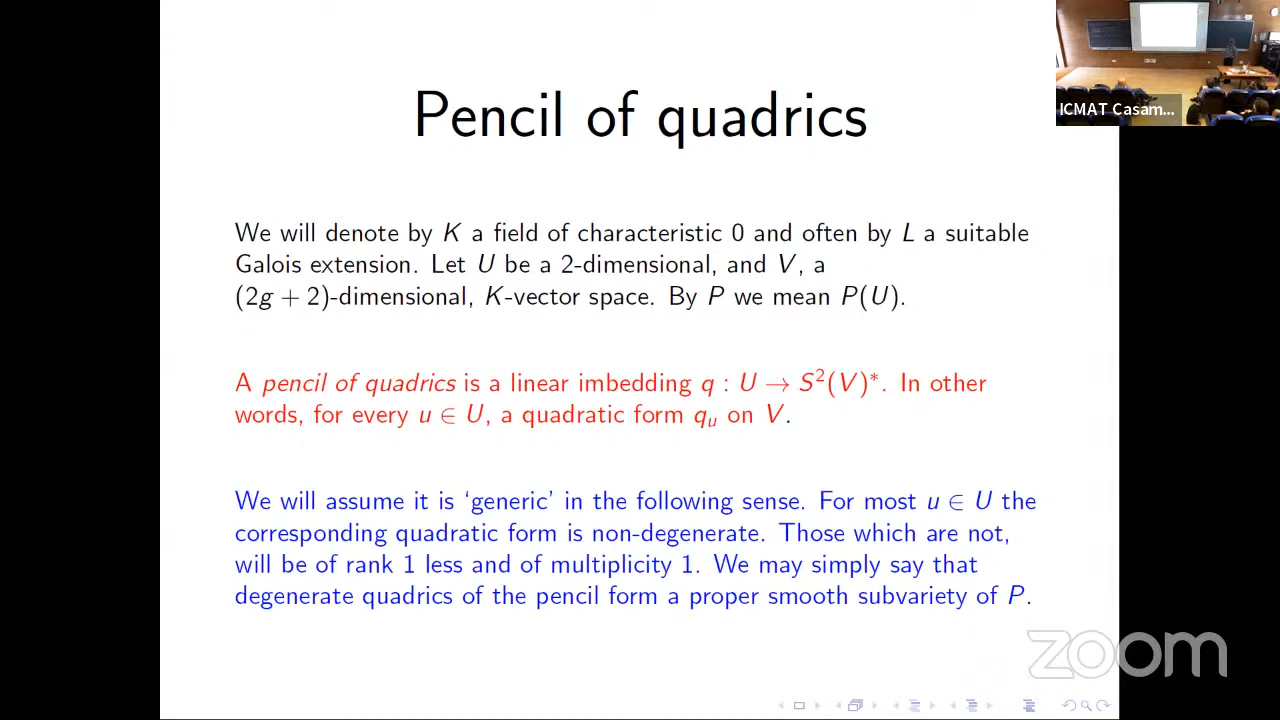 Pencil of quadrics
ICMAT Casam...
We will denote by K a field of characteristic 0 and often by L a suitable
Galois extension. Let U be a 2-dimensional, and V, a
(2g + 2)-dimensional, K-vector space. By P we mean P(U).
A pencil of quadrics is a linear imbedding q : U → S²(V)*. In other
words, for every u ∈ U, a quadratic form qᵤ on V.
We will assume it is ‘generic’ in the following sense. For most u ∈ U the
corresponding quadratic form is non-degenerate. Those which are not,
will be of rank 1 less and of multiplicity 1. We may simply say that
degenerate quadrics of the pencil form a proper smooth subvariety of P.
zoom